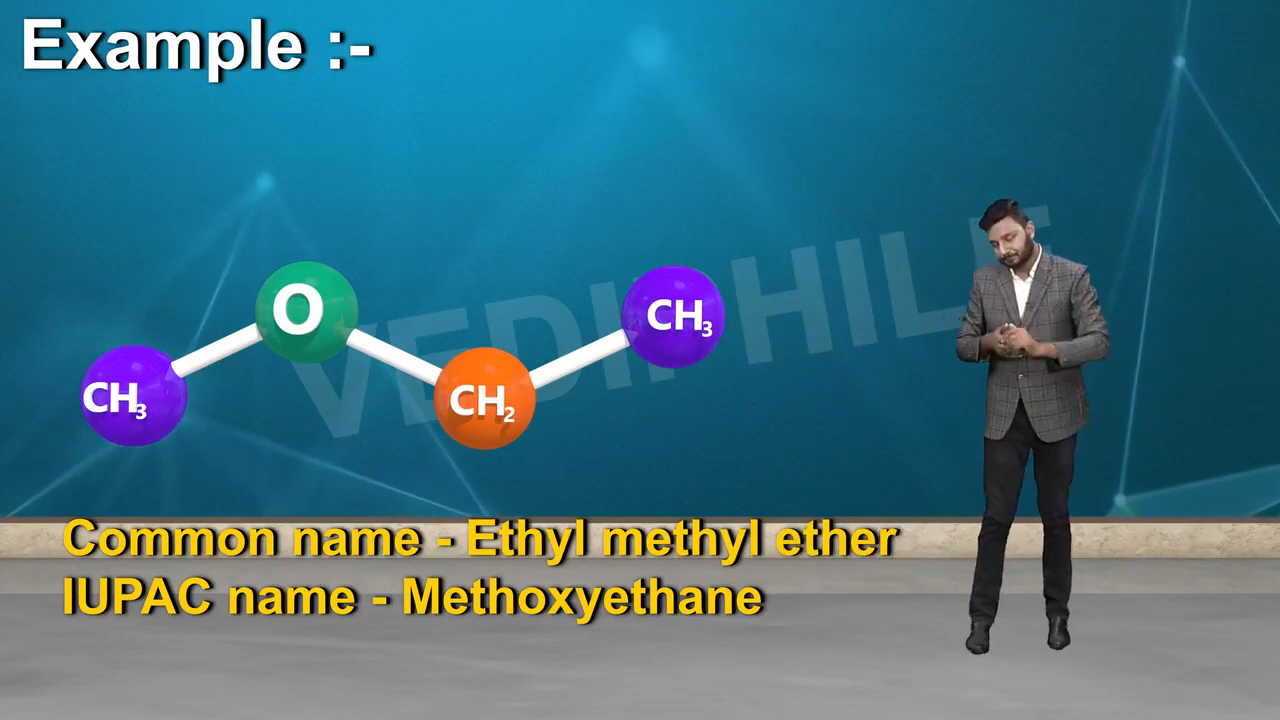 Example :-
O
CH3
CH3
CH2
Common name - Ethyl methyl ether
IUPAC name - Methoxyethane